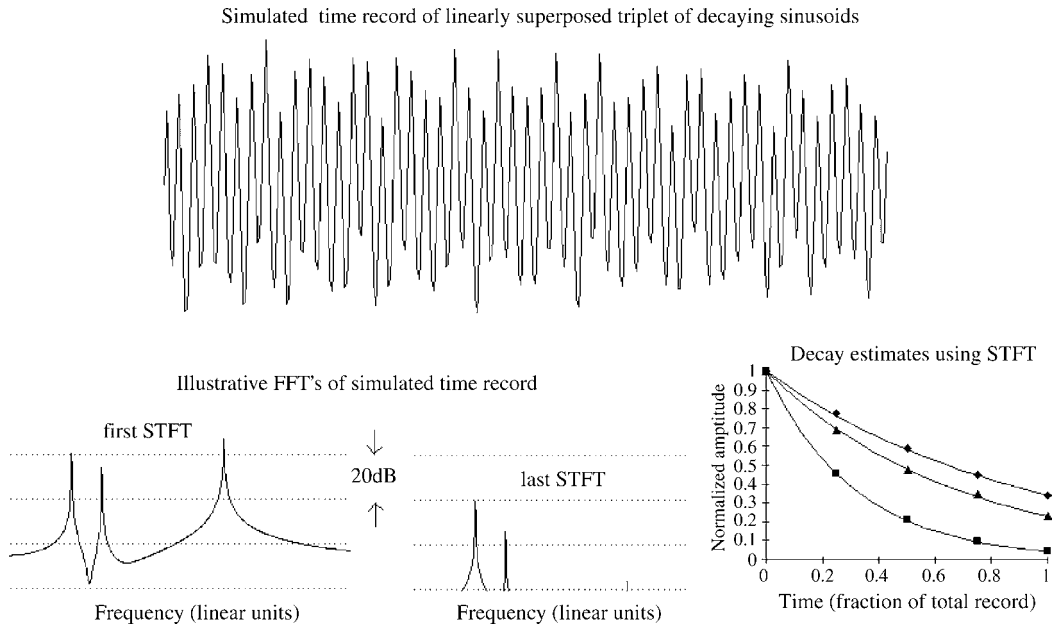 Simulated time record of linearly superposed triplet of decaying sinusoids
Illustrative FFT's of simulated time record
first STFT
20dB
last STFT
Frequency (linear units)
Frequency (linear units)
Decay estimates using STFT
Normalized amptitude
1
0.9
0.8
0.7
0.6
0.5
0.4
0.3
0.2
0.1
0
0 0.2 0.4 0.6 0.8 1
Time (fraction of total record)